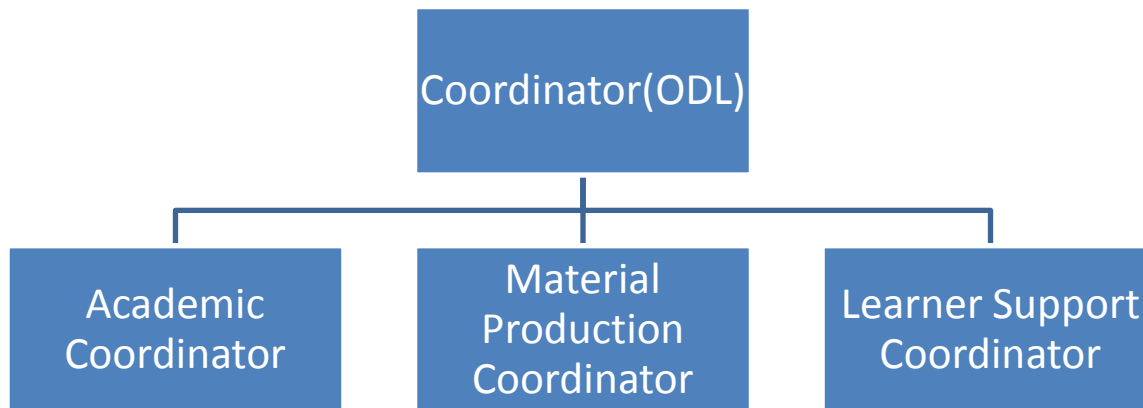 Coordinator(ODL)
Academic
Coordinator
Material
Production
Coordinator
Learner Support
Coordinator